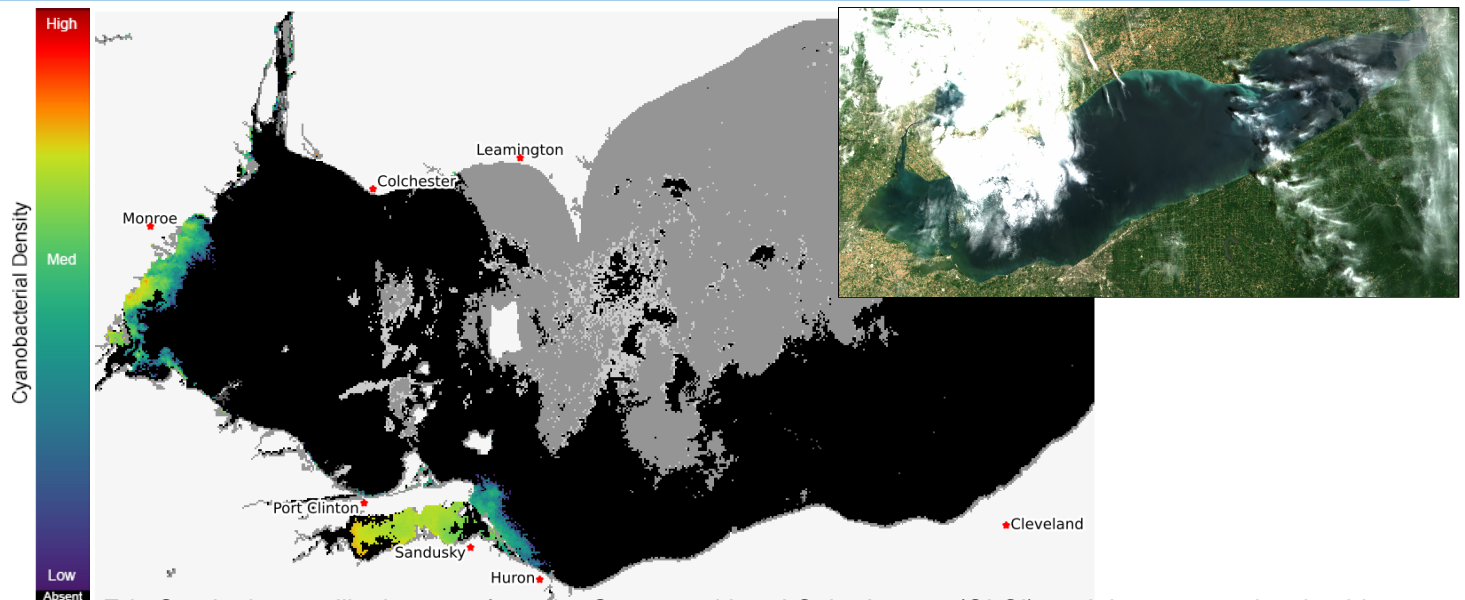 High
Med
Low
Absent
Cyanobacterial Density
Leamington
Colchester
Monroe
Port Clinton
Sandusky
Huron
Cleveland